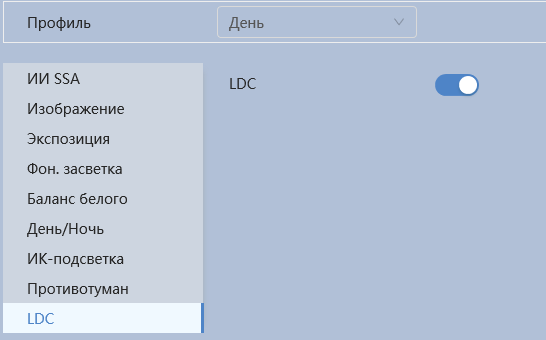 Профиль
День
ИИ SSA
LDC
Изображение
Экспозиция
Фон. засветка
Баланс белого
День/Ночь
ИК-подсветка
Противотуман
LDC